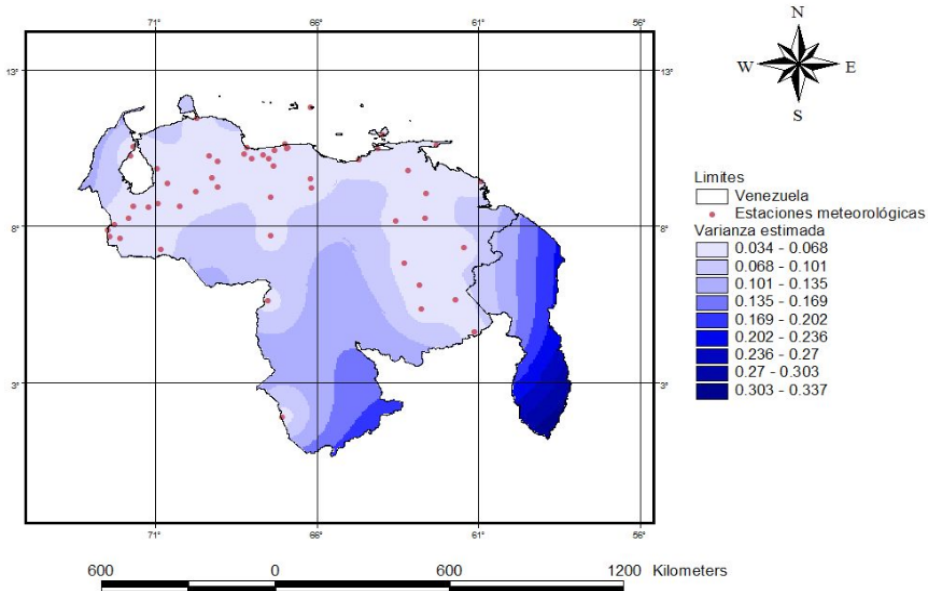 71°
66
61
N
13°
13°
W
E
S
Limites
Venezuela
Estaciones meteorológicas
Varianza estimada
0.034 - 0.068
0.068 - 0.101
0.101 - 0.135
0.135 - 0.169
0.169 - 0.202
0.202 - 0.236
0.236 - 0.27
0.27 - 0.303
0.303 - 0.337
8°
8°
3°
3°
71°
66
61
56
600
0
600
1200
Kilometers